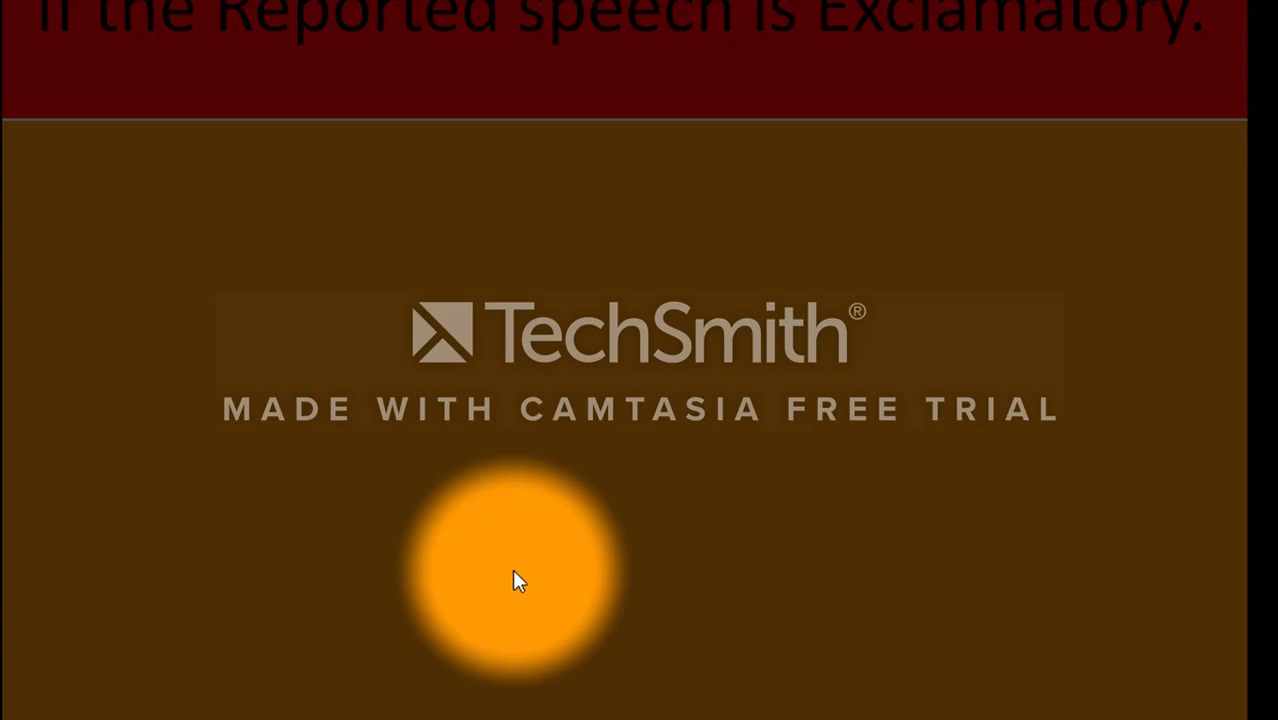 If the Reported speech is Exclamatory.
TechSmith®
MADE WITH CAMTASIA FREE TRIAL